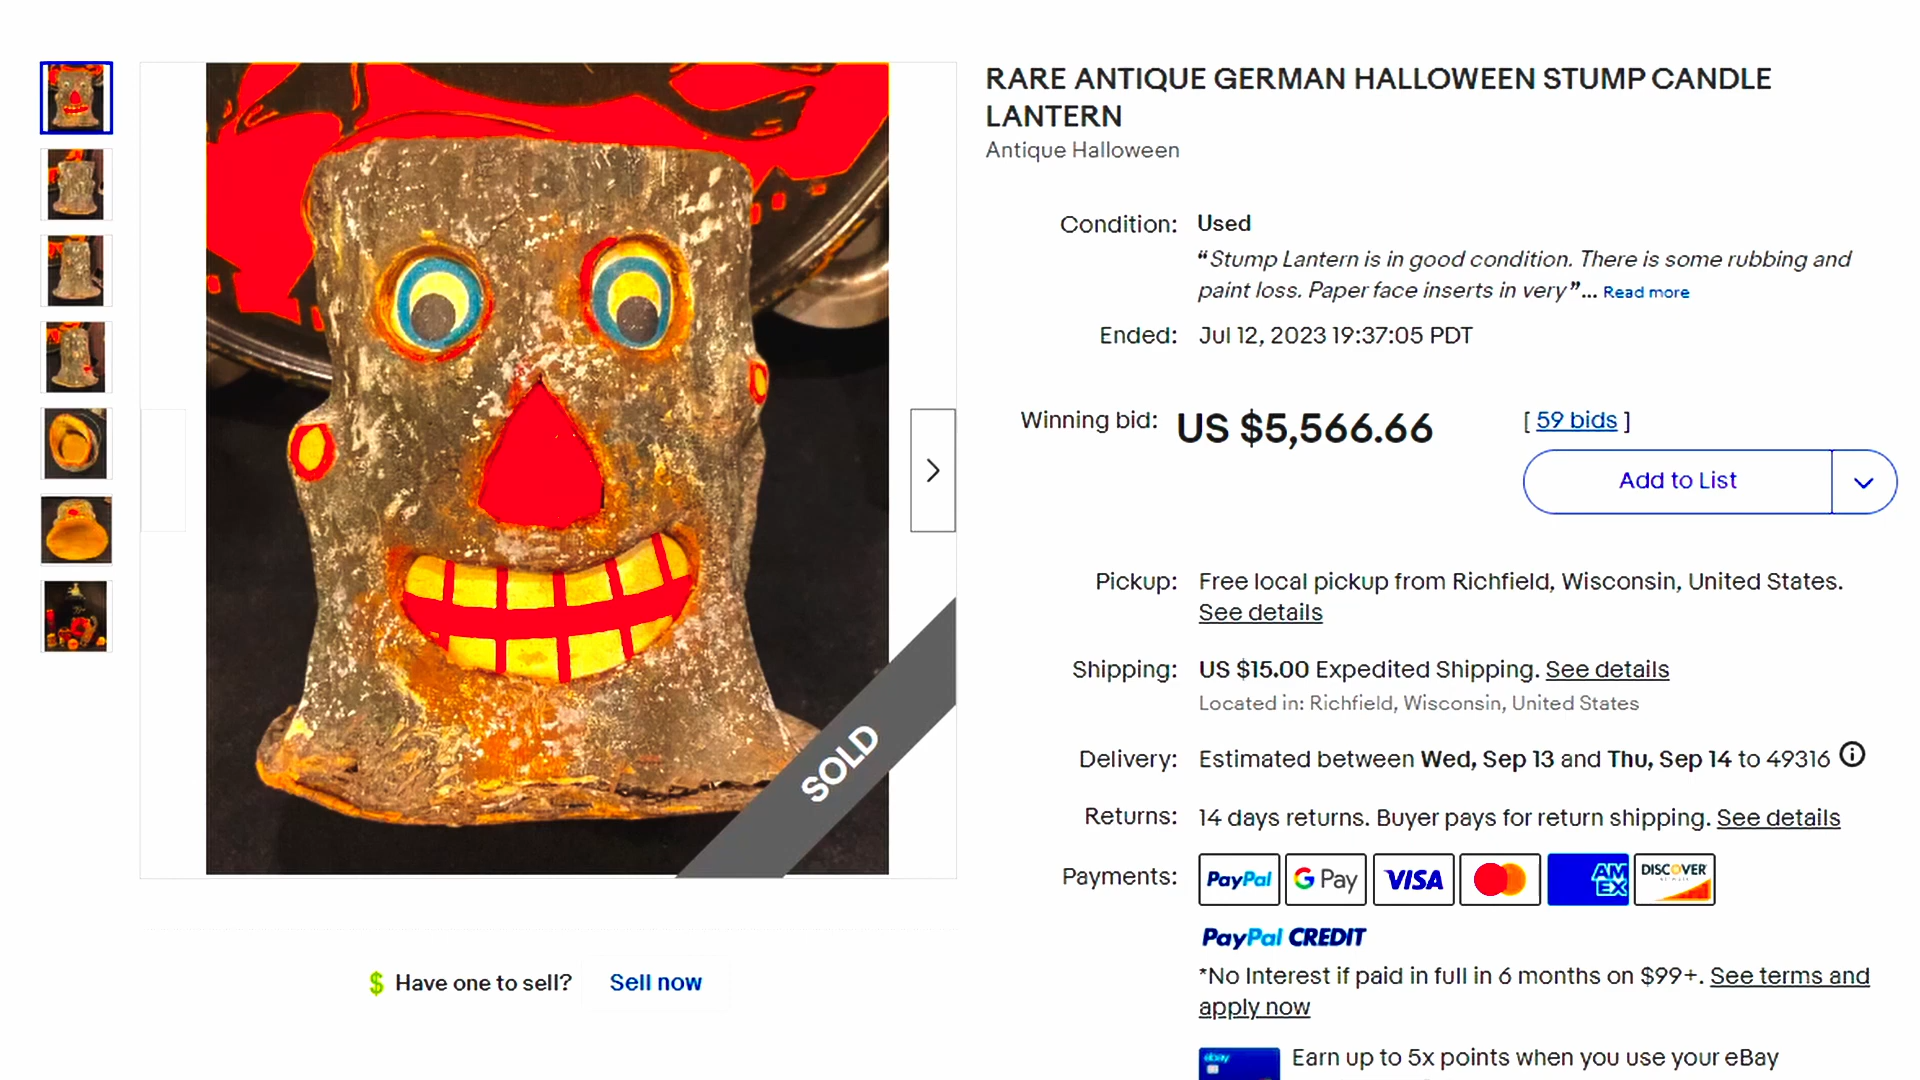 RARE ANTIQUE GERMAN HALLOWEEN STUMP CANDLE
LANTERN
Antique Halloween
Condition: Used
“Stump Lantern is in good condition. There is some rubbing and
paint loss. Paper face inserts in very”... Read more
Ended: Jul 12, 2023 19:37:05 PDT
Winning bid: US $5,566.66 [ 59 bids ]
Add to List
Pickup: Free local pickup from Richfield, Wisconsin, United States.
See details
Shipping: US $15.00 Expedited Shipping. See details
Located in: Richfield, Wisconsin, United States
SOLD
Delivery: Estimated between Wed, Sep 13 and Thu, Sep 14 to 49316
Returns: 14 days returns. Buyer pays for return shipping. See details
Payments: PayPal G Pay VISA AM EX DISCOVER
PayPal CREDIT
*No Interest if paid in full in 6 months on $99+. See terms and
apply now
$ Have one to sell? Sell now
ebay Earn up to 5x points when you use your eBay